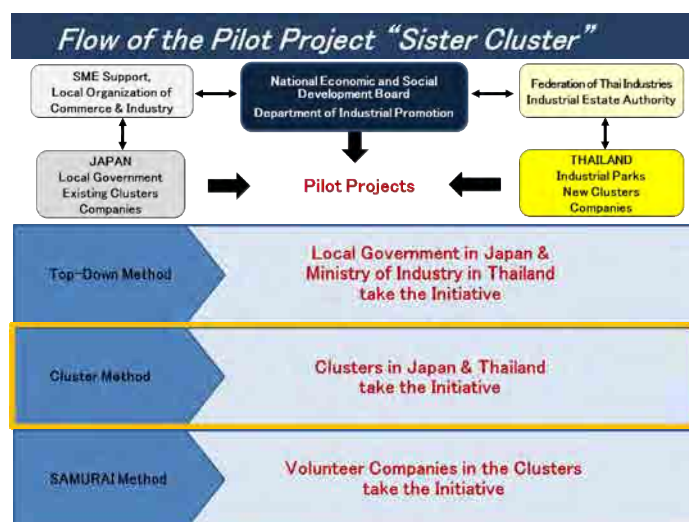 Flow of the Pilot Project “Sister Cluster”
SME Support,
Local Organization of
Commerce & Industry
National Economic and Social
Development Board
Department of Industrial Promotion
Federation of Thai Industries
Industrial Estate Authority
JAPAN
Local Government
Existing Clusters
Companies
Pilot Projects
THAILAND
Industrial Parks
New Clusters
Companies
Top-Down Method
Local Government in Japan &
Ministry of Industry in Thailand
take the Initiative
Cluster Method
Clusters in Japan & Thailand
take the Initiative
SAMURAI Method
Volunteer Companies in the Clusters
take the Initiative